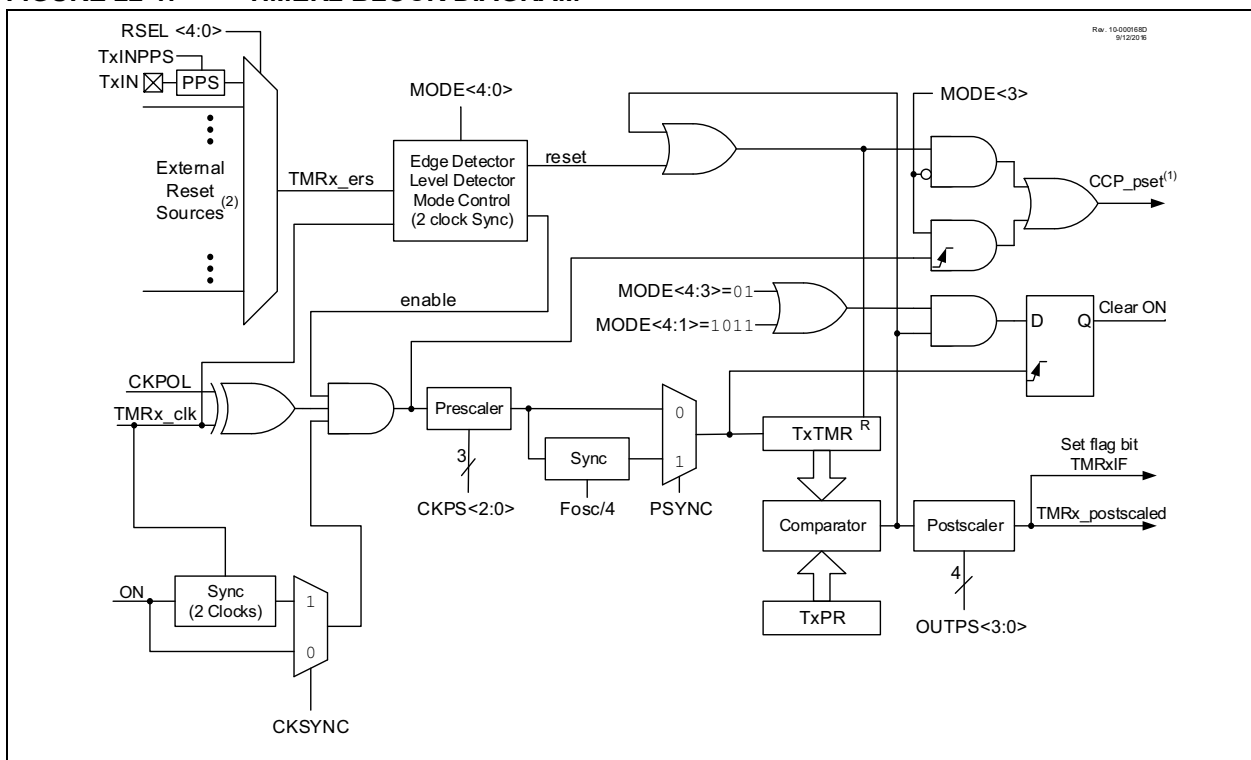 FIGURE 22-1: TIMER2 BLOCK DIAGRAM
Rev. 10-000168D
9/12/2016
RSEL <4:0>
TxINPPS
TxIN
PPS
External
Reset
Sources(2)
TMRx_ers
MODE<4:0>
Edge Detector
Level Detector
Mode Control
(2 clock Sync)
reset
enable
MODE<3>
CCP_pset(1)
MODE<4:3>=01
MODE<4:1>=1011
D
Q
Clear ON
CKPOL
TMRx_clk
Prescaler
3
CKPS<2:0>
Sync
Fosc/4
0
1
PSYNC
TxTMR
R
Comparator
TxPR
Postscaler
4
OUTPS<3:0>
Set flag bit
TMRxIF
TMRx_postscaled
ON
Sync
(2 Clocks)
1
0
CKSYNC